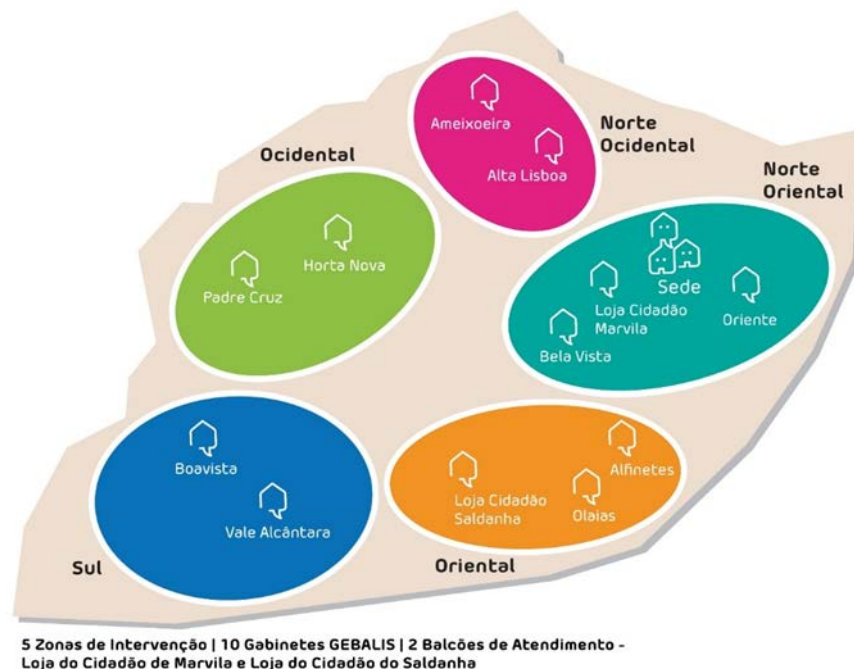 Ameixoeira
Alta Lisboa
Norte
Ocidental
Ocidental
Horta Nova
Padre Cruz
Norte
Oriental
Sede
Loja Cidadão
Marvila
Oriente
Bela Vista
Boavista
Vale Alcântara
Sul
Alfinetes
Loja Cidadão
Saldanha
Olaias
Oriental
5 Zonas de Intervenção | 10 Gabinetes GEBALIS | 2 Balcões de Atendimento -
Loja do Cidadão de Marvila e Loja do Cidadão do Saldanha